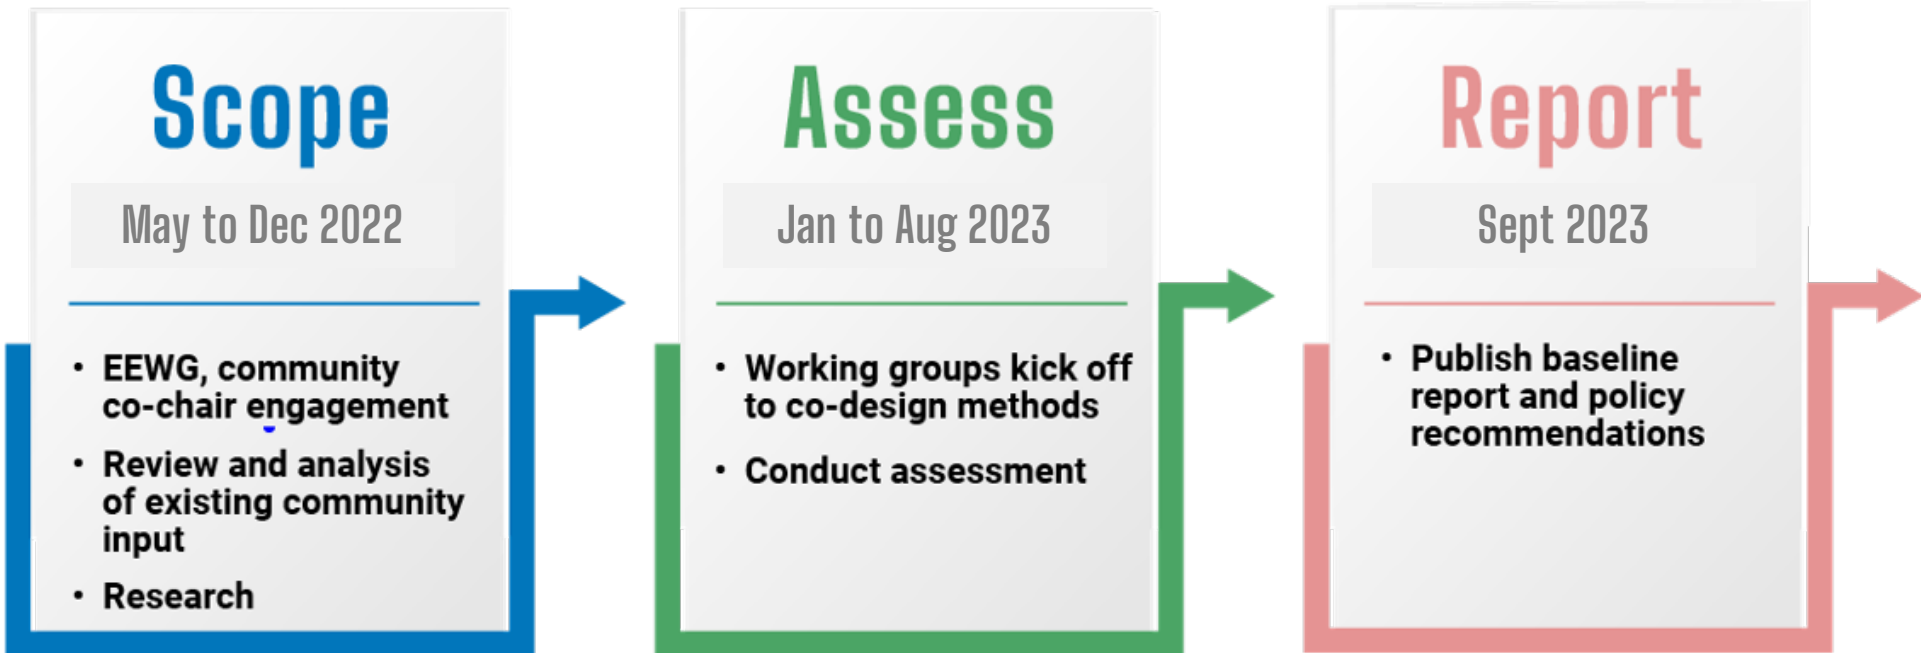 Scope
May to Dec 2022
• EEWG, community
co-chair engagement
• Review and analysis
of existing community
input
• Research
Assess
Jan to Aug 2023
• Working groups kick off
to co-design methods
• Conduct assessment
Report
Sept 2023
• Publish baseline
report and policy
recommendations